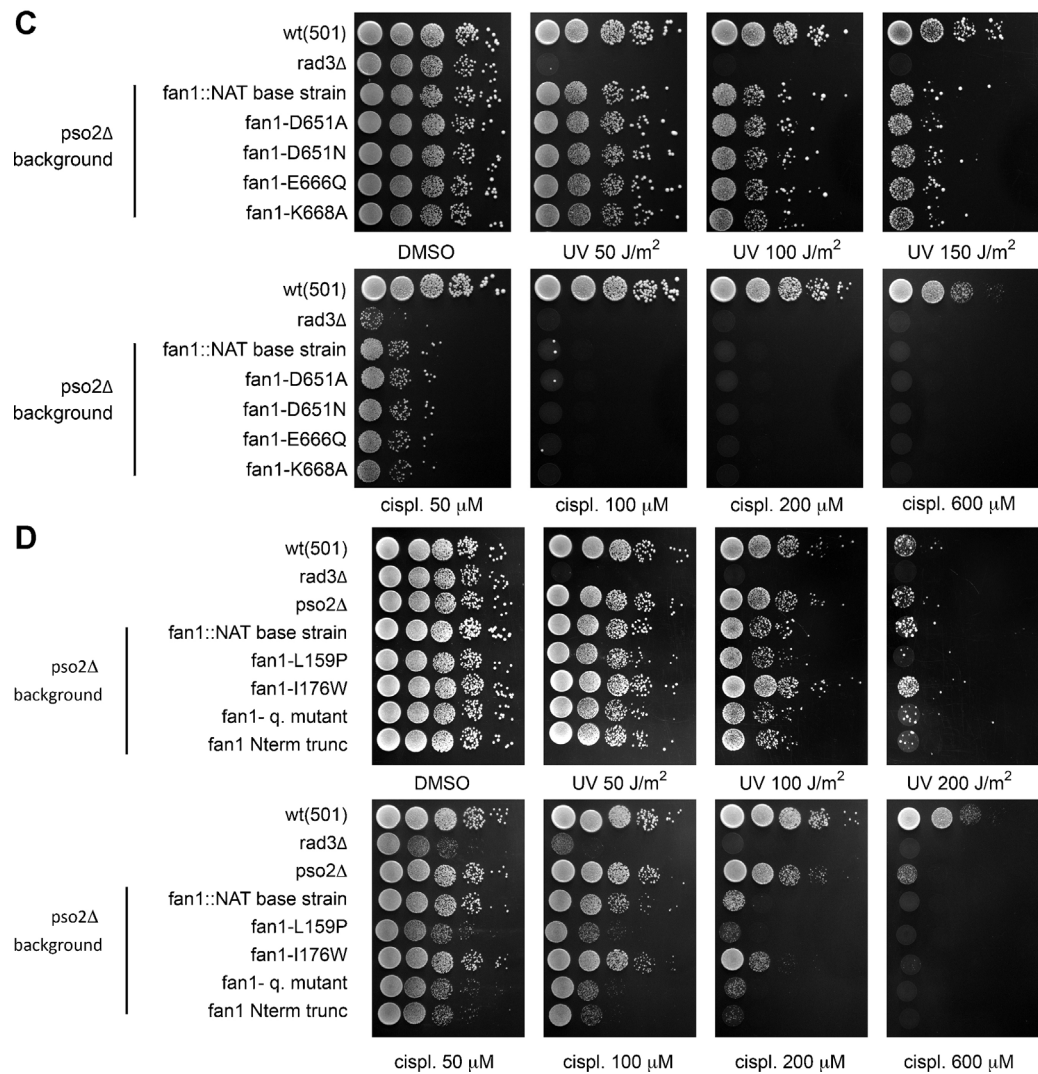 C
wt(501)
rad3Δ
fan1::NAT base strain
fan1-D651A
fan1-D651N
fan1-E666Q
fan1-K668A
pso2Δ
background
DMSO
UV 50 J/m²
UV 100 J/m²
UV 150 J/m²
wt(501)
rad3Δ
fan1::NAT base strain
fan1-D651A
fan1-D651N
fan1-E666Q
fan1-K668A
pso2Δ
background
cispl. 50 μM
cispl. 100 μM
cispl. 200 μM
cispl. 600 μM
D
wt(501)
rad3Δ
pso2Δ
fan1::NAT base strain
fan1-L159P
fan1-I176W
fan1- q. mutant
fan1 Nterm trunc
pso2Δ
background
DMSO
UV 50 J/m²
UV 100 J/m²
UV 200 J/m²
wt(501)
rad3Δ
pso2Δ
fan1::NAT base strain
fan1-L159P
fan1-I176W
fan1- q. mutant
fan1 Nterm trunc
pso2Δ
background
cispl. 50 μM
cispl. 100 μM
cispl. 200 μM
cispl. 600 μM